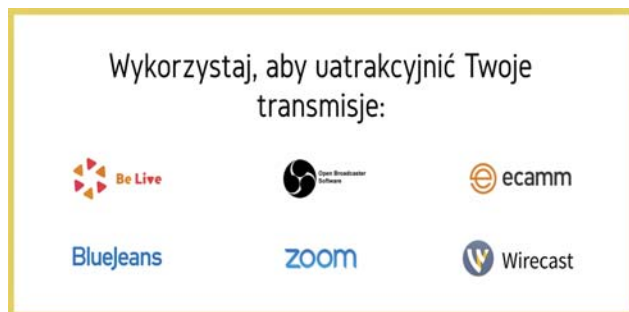 Wykorzystaj, aby uatrakcyjnić Twoje
transmisje:
Be Live
Open Broadcaster
Software
ecamm
BlueJeans
zoom
Wirecast